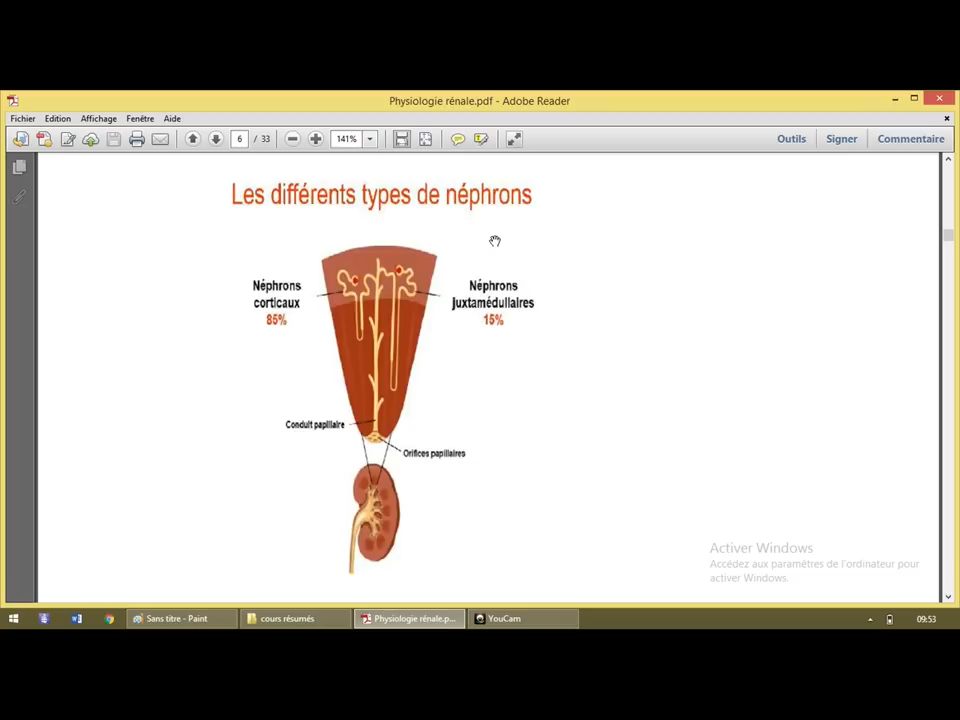 Physiologie rénale.pdf - Adobe Reader
Fichier Edition Affichage Fenêtre Aide
6 / 33 141% Outils Signer Commentaire
Les différents types de néphrons
Néphrons
corticaux
85%
Néphrons
juxtamédullaires
15%
Conduit papillaire
Orifices papillaires
Activer Windows
Accédez aux paramètres de l'ordinateur pour
activer Windows.
Sans titre - Paint cours résumés Physiologie rénale.p... YouCam 09:53